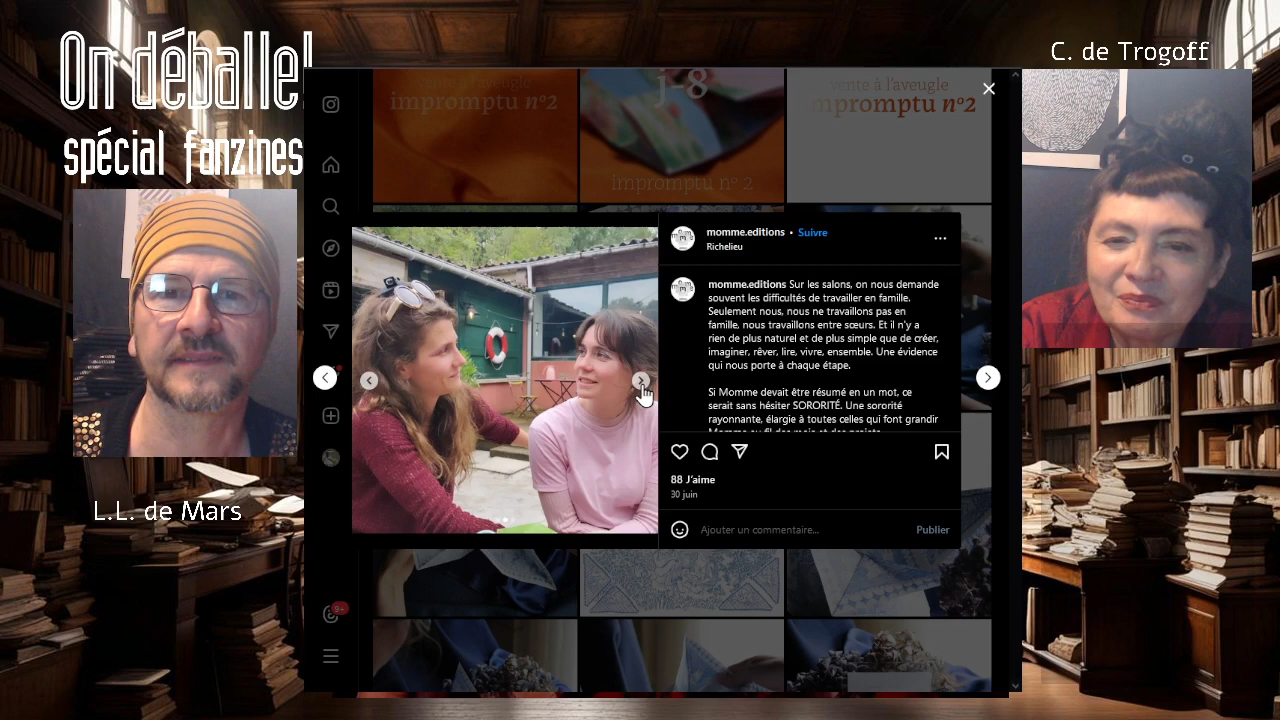 On déballe!
spécial fanzines
C. de Trogoff
L.L. de Mars
vente à l'aveugle
impromptu nº2
j-8
impromptu nº 2
vente à l'aveugle
impromptu nº2
momme.editions • Suivre
Richelieu
momme.editions Sur les salons, on nous demande
souvent les difficultés de travailler en famille.
Seulement nous, nous ne travaillons pas en
famille, nous travaillons entre sœurs. Et il n'y a
rien de plus naturel et de plus simple que de créer,
imaginer, rêver, lire, vivre, ensemble. Une évidence
qui nous porte à chaque étape.
Si Momme devait être résumé en un mot, ce
serait sans hésiter SORORITÉ. Une sororité
rayonnante, élargie à toutes celles qui font grandir
88 J'aime
30 juin
Ajouter un commentaire...
Publier
9+